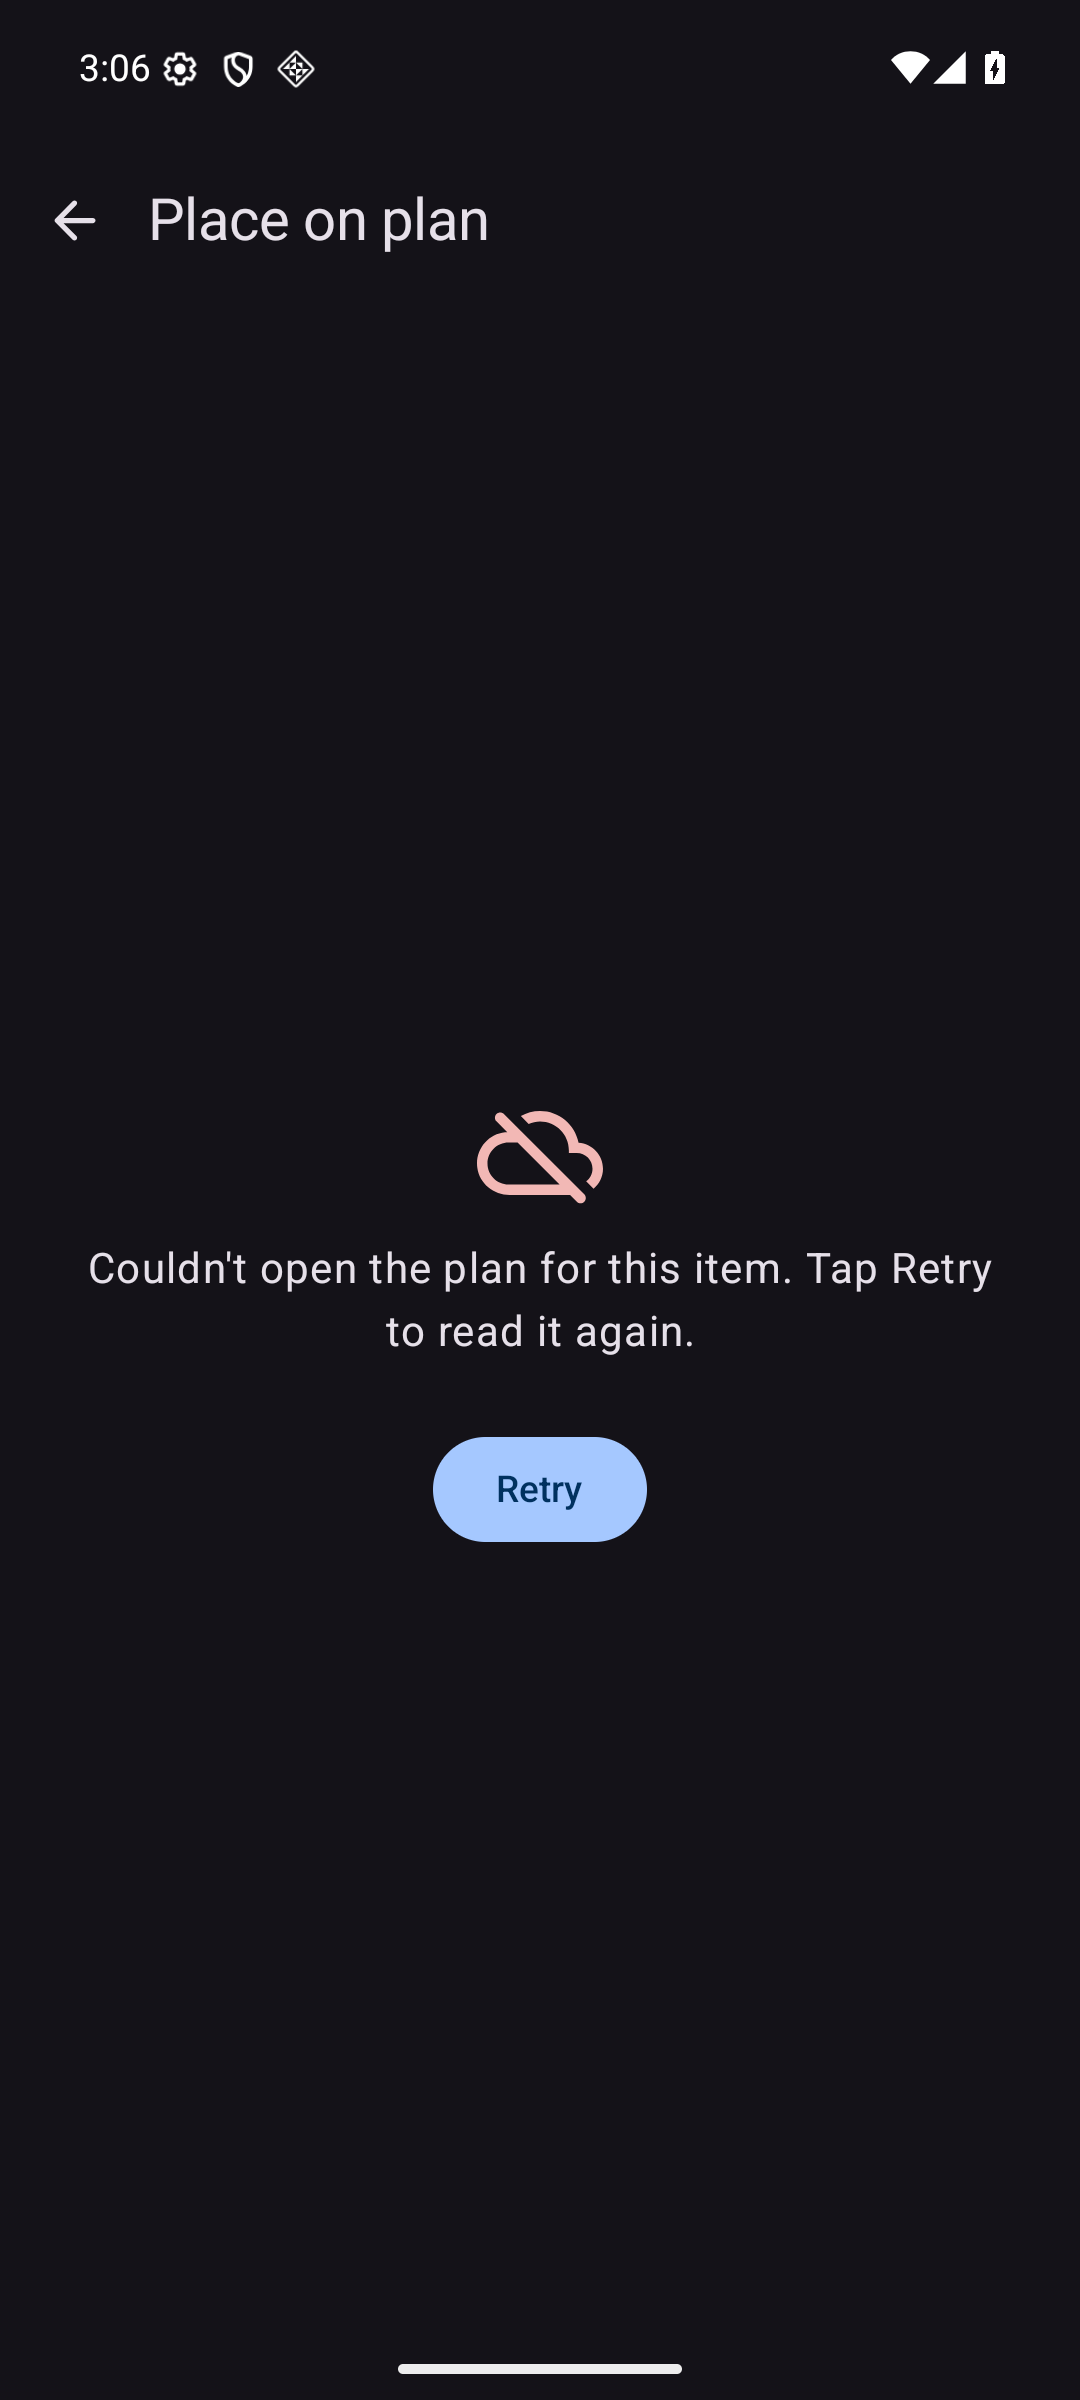 3:06
Place on plan
Couldn't open the plan for this item. Tap Retry
to read it again.
Retry